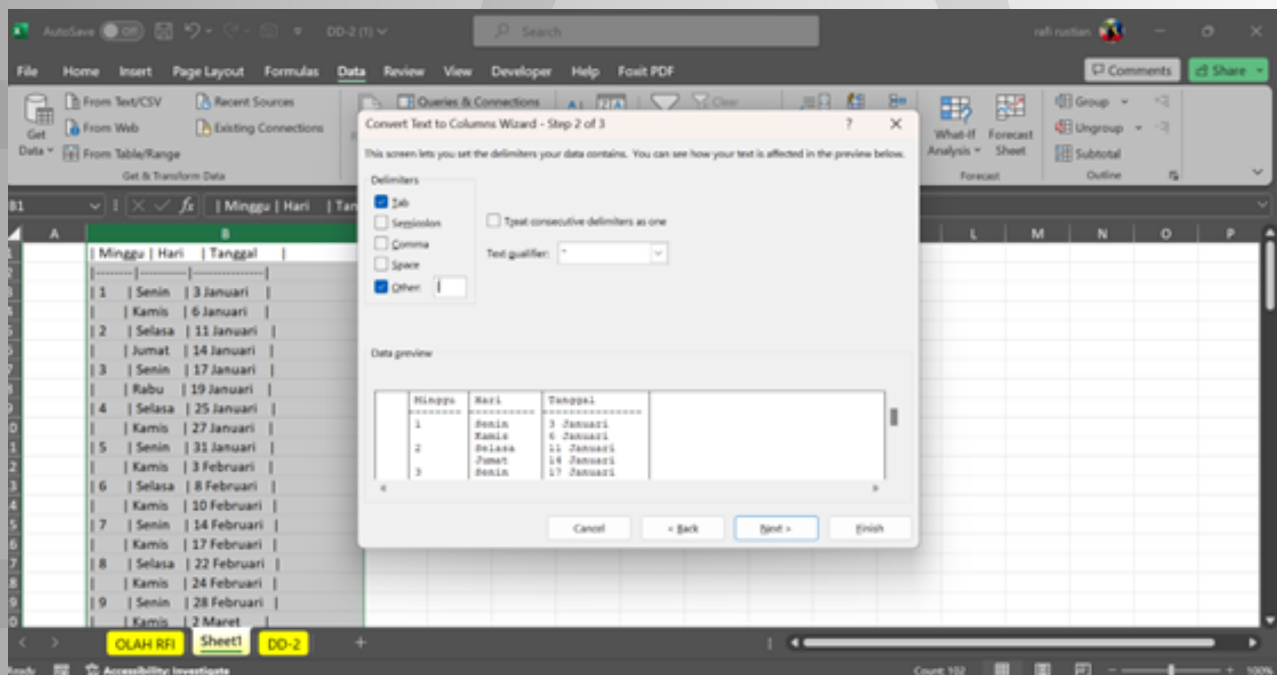 AutoSave Off DD-2 (1) Search rafi rustian
File Home Insert Page Layout Formulas Data Review View Developer Help Foxit PDF Comments Share
Get Data
From Text/CSV
From Web
From Table/Range
Recent Sources
Existing Connections
Get & Transform Data
Queries & Connections
Clear
What-If Analysis
Forecast Sheet
Forecast
Group
Ungroup
Subtotal
Outline
B1 fx | Minggu | Hari | Tan
A B L M N O P
| Minggu | Hari | Tanggal |
|--------|----------|---------------|
| 1 | Senin | 3 Januari |
| | Kamis | 6 Januari |
| 2 | Selasa | 11 Januari |
| | Jumat | 14 Januari |
| 3 | Senin | 17 Januari |
| | Rabu | 19 Januari |
| 4 | Selasa | 25 Januari |
| | Kamis | 27 Januari |
| 5 | Senin | 31 Januari |
| | Kamis | 3 Februari |
| 6 | Selasa | 8 Februari |
| | Kamis | 10 Februari |
| 7 | Senin | 14 Februari |
| | Kamis | 17 Februari |
| 8 | Selasa | 22 Februari |
| | Kamis | 24 Februari |
| 9 | Senin | 28 Februari |
| | Kamis | 2 Maret |
Convert Text to Columns Wizard - Step 2 of 3 ?
This screen lets you set the delimiters your data contains. You can see how your text is affected in the preview below.
Delimiters
Tab
Semicolon
Comma
Space
Other: |
Treat consecutive delimiters as one
Text qualifier: "
Data preview
Minggu Hari Tanggal
1 Senin 3 Januari
Kamis 6 Januari
2 Selasa 11 Januari
Jumat 14 Januari
3 Senin 17 Januari
Cancel < Back Next > Finish
OLAH RFI Sheet1 DD-2 +
Ready Accessibility: Investigate Count: 102 100%